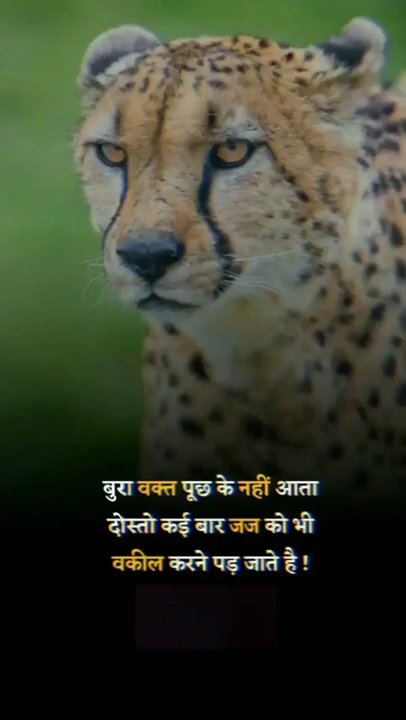 बुरा वक्त पूछ के नहीं आता
दोस्तो कई बार जज को भी
वकील करने पड़ जाते है !